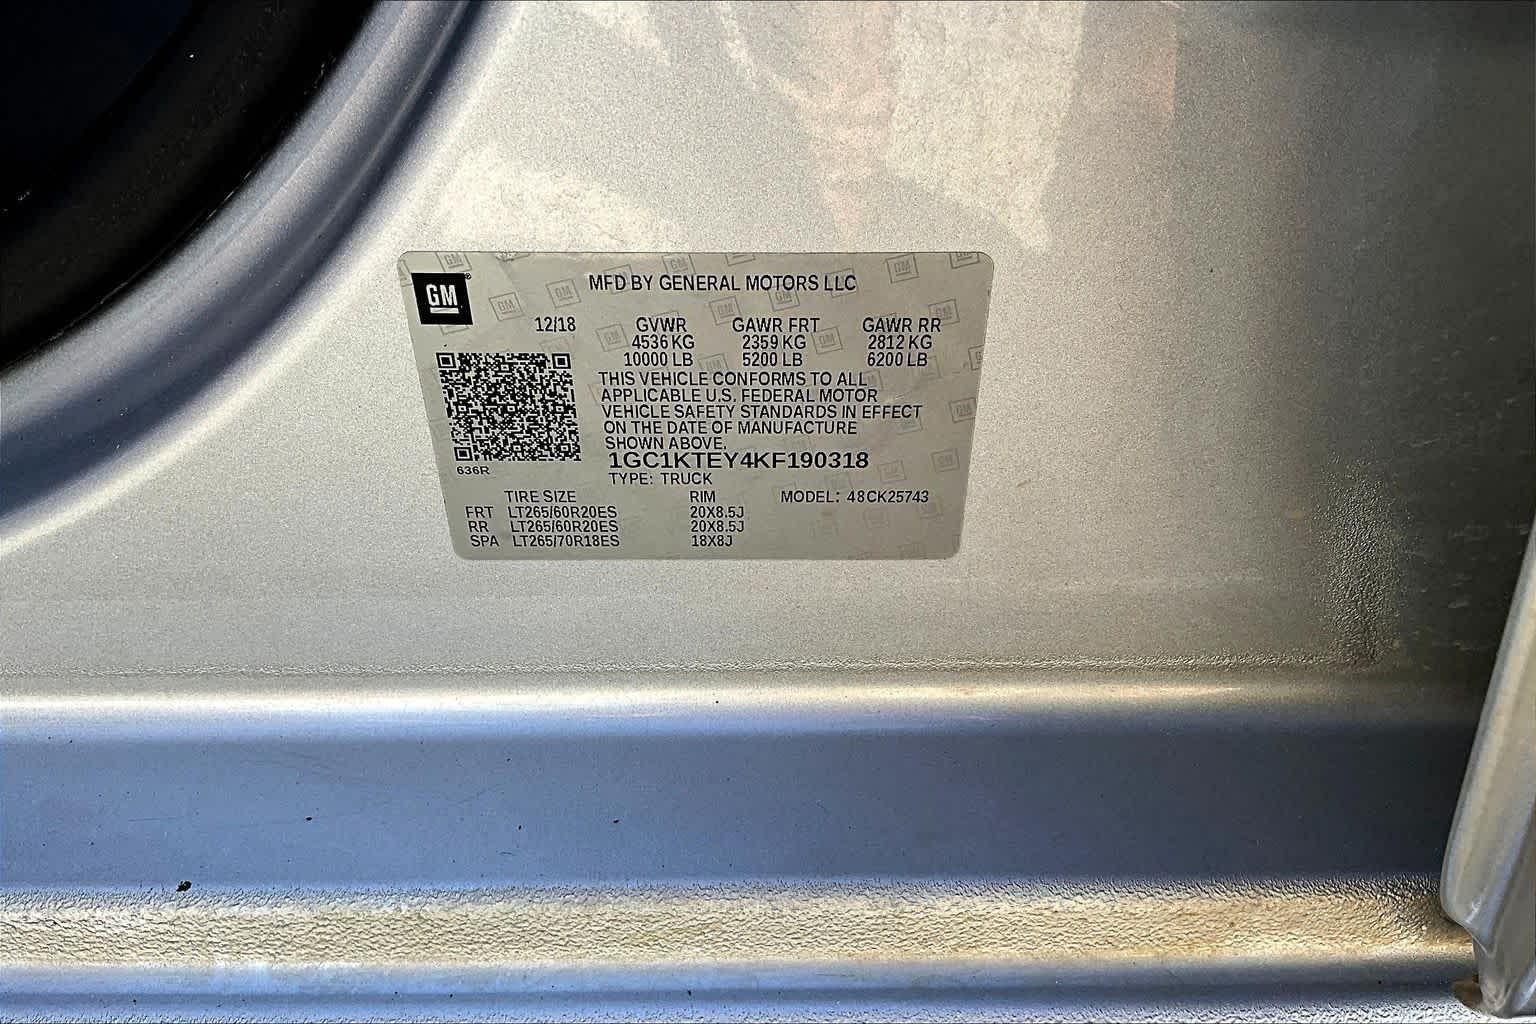 GM®
MFD BY GENERAL MOTORS LLC
12/18 GVWR GAWR FRT GAWR RR
4536 KG 2359 KG 2812 KG
10000 LB 5200 LB 6200 LB
THIS VEHICLE CONFORMS TO ALL
APPLICABLE U.S. FEDERAL MOTOR
VEHICLE SAFETY STANDARDS IN EFFECT
ON THE DATE OF MANUFACTURE
SHOWN ABOVE.
636R
1GC1KTEY4KF190318
TYPE: TRUCK
TIRE SIZE RIM MODEL: 48CK25743
FRT LT265/60R20ES 20X8.5J
RR LT265/60R20ES 20X8.5J
SPA LT265/70R18ES 18X8J